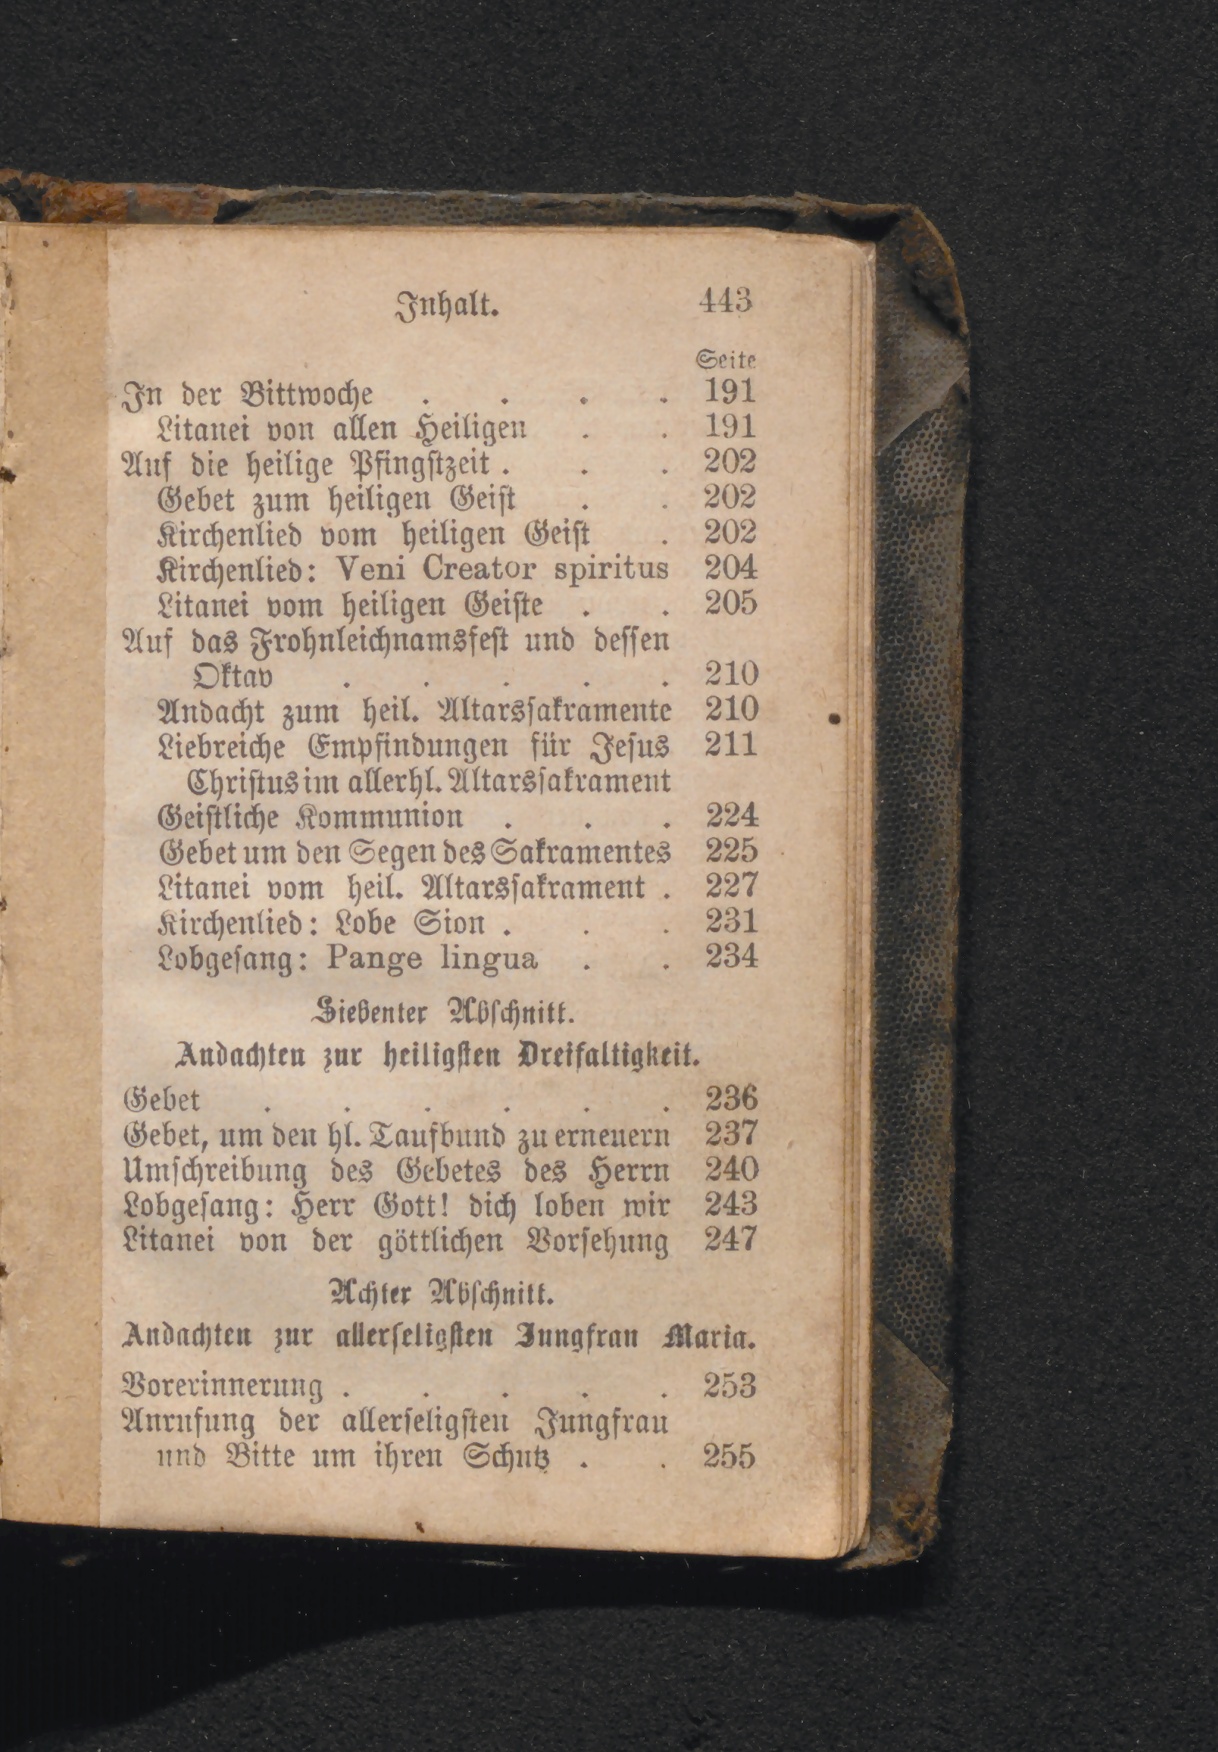 Inhalt. 443
Seite
In der Bittwoche . . . . 191
Litanei von allen Heiligen . . 191
Auf die heilige Pfingstzeit . . . 202
Gebet zum heiligen Geist . . 202
Kirchenlied vom heiligen Geist . 202
Kirchenlied: Veni Creator spiritus 204
Litanei vom heiligen Geiste . . 205
Auf das Frohnleichnamsfest und dessen
Oktav . . . . . 210
Andacht zum heil. Altarssakramente 210
Liebreiche Empfindungen für Jesus 211
Christus im allerhl. Altarssakrament
Geistliche Kommunion . . . 224
Gebet um den Segen des Sakramentes 225
Litanei vom heil. Altarssakrament . 227
Kirchenlied: Lobe Sion . . . 231
Lobgesang: Pange lingua . . 234
Siebenter Abschnitt.
Andachten zur heiligsten Dreifaltigkeit.
Gebet . . . . . . 236
Gebet, um den hl. Taufbund zu erneuern 237
Umschreibung des Gebetes des Herrn 240
Lobgesang: Herr Gott! dich loben wir 243
Litanei von der göttlichen Vorsehung 247
Achter Abschnitt.
Andachten zur allerseligsten Jungfrau Maria.
Vorerinnerung . . . . . 253
Anrufung der allerseligsten Jungfrau
und Bitte um ihren Schutz . . 255